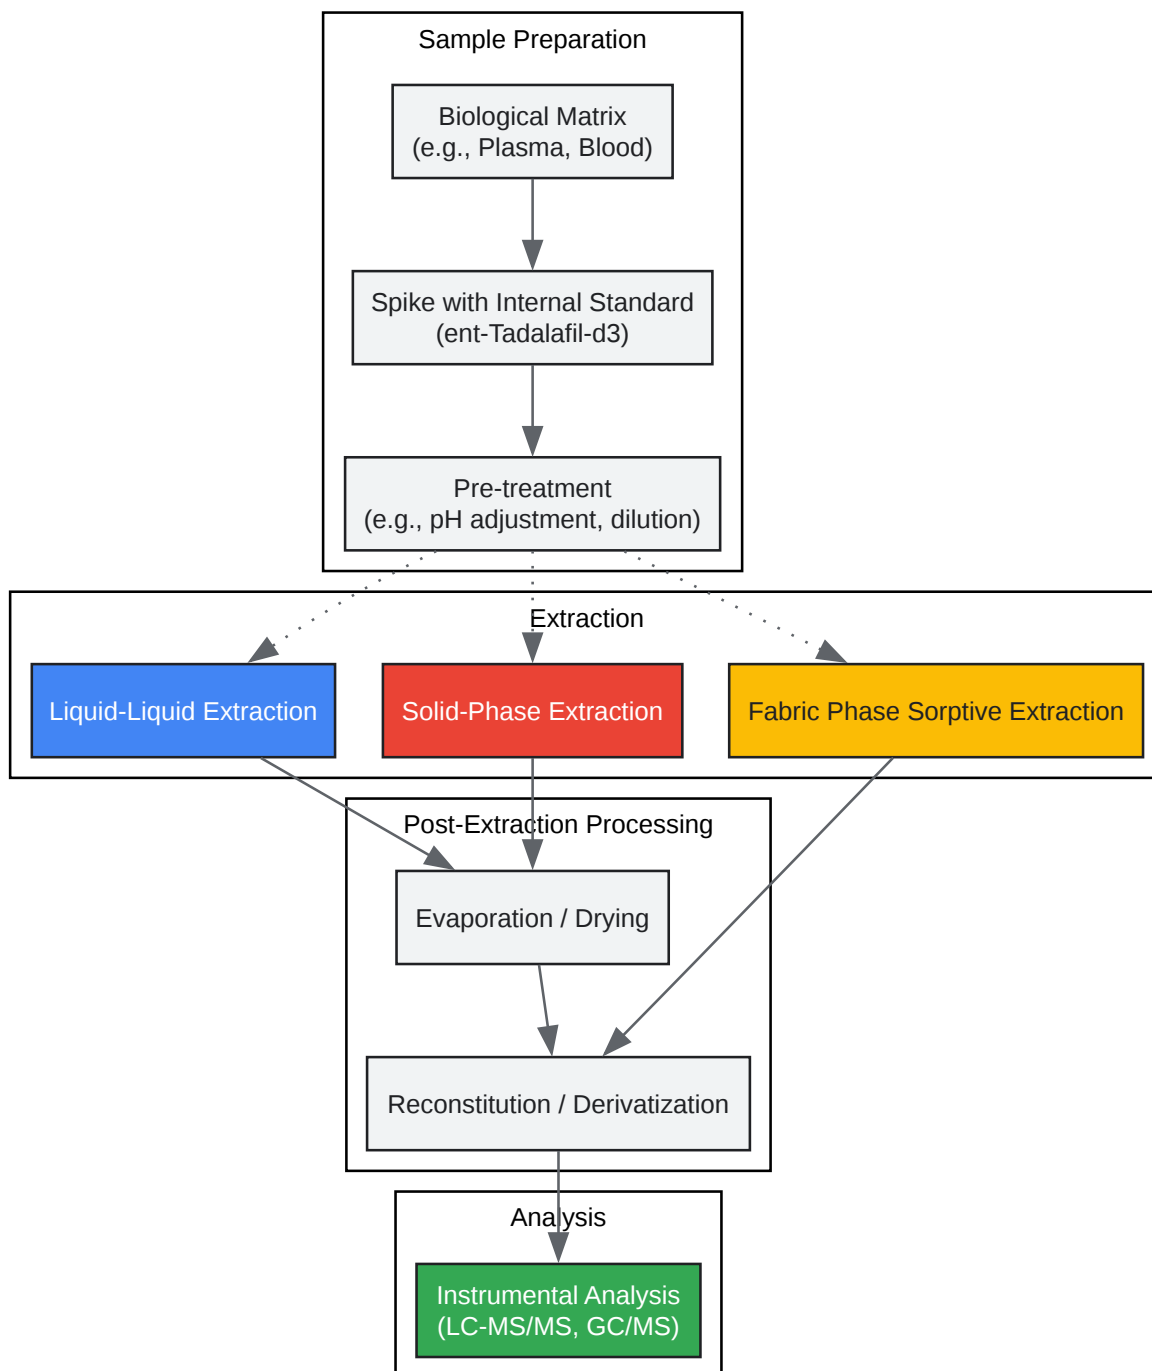 Sample Preparation
Biological Matrix
(e.g., Plasma, Blood)
Spike with Internal Standard
(ent-Tadalafil-d3)
Pre-treatment
(e.g., pH adjustment, dilution)
Extraction
Liquid-Liquid Extraction
Solid-Phase Extraction
Fabric Phase Sorptive Extraction
Post-Extraction Processing
Evaporation / Drying
Reconstitution / Derivatization
Analysis
Instrumental Analysis
(LC-MS/MS, GC/MS)